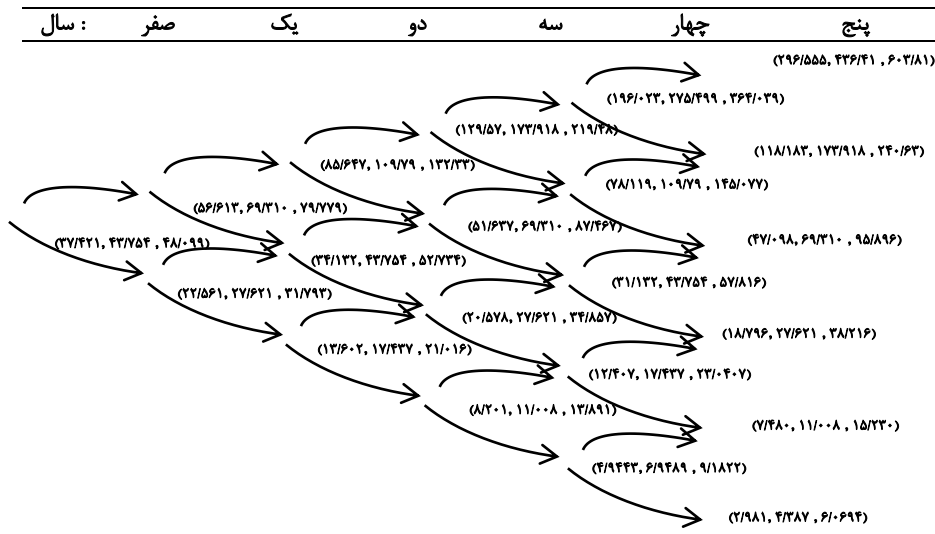 سال : صفر یک دو سه چهار پنج
(۲۹۶/۵۵۵, ۴۳۶/۴۱ , ۶۰۳/۸۱)
(۱۹۶/۰۲۳, ۲۷۵/۴۹۹ , ۳۶۴/۰۳۹)
(۱۲۹/۵۷, ۱۷۳/۹۱۸ , ۲۱۹/۴۸)
(۱۱۸/۱۸۳, ۱۷۳/۹۱۸ , ۲۴۰/۶۳)
(۸۵/۶۴۷, ۱۰۹/۷۹ , ۱۳۲/۳۳)
(۷۸/۱۱۹, ۱۰۹/۷۹ , ۱۴۵/۰۷۷)
(۵۶/۶۱۳, ۶۹/۳۱۰ , ۷۹/۷۷۹)
(۵۱/۶۳۷, ۶۹/۳۱۰ , ۸۷/۴۶۷)
(۴۷/۰۹۸, ۶۹/۳۱۰ , ۹۵/۸۹۶)
(۳۷/۴۲۱, ۴۳/۷۵۴ , ۴۸/۰۹۹)
(۳۴/۱۳۲, ۴۳/۷۵۴ , ۵۲/۷۳۴)
(۳۱/۱۳۲, ۴۳/۷۵۴ , ۵۷/۸۱۶)
(۲۲/۵۶۱, ۲۷/۶۲۱ , ۳۱/۷۹۳)
(۲۰/۵۷۸, ۲۷/۶۲۱ , ۳۴/۸۵۷)
(۱۸/۷۹۶, ۲۷/۶۲۱ , ۳۸/۲۱۶)
(۱۳/۶۰۲, ۱۷/۴۳۷ , ۲۱/۰۱۶)
(۱۲/۴۰۷, ۱۷/۴۳۷ , ۲۳/۰۴۰۷)
(۸/۲۰۱, ۱۱/۰۰۸ , ۱۳/۸۹۱)
(۷/۴۸۰, ۱۱/۰۰۸ , ۱۵/۲۳۰)
(۴/۹۴۴۳, ۶/۹۴۸۹ , ۹/۱۸۲۲)
(۲/۹۸۱, ۴/۳۸۷ , ۶/۰۶۹۴)